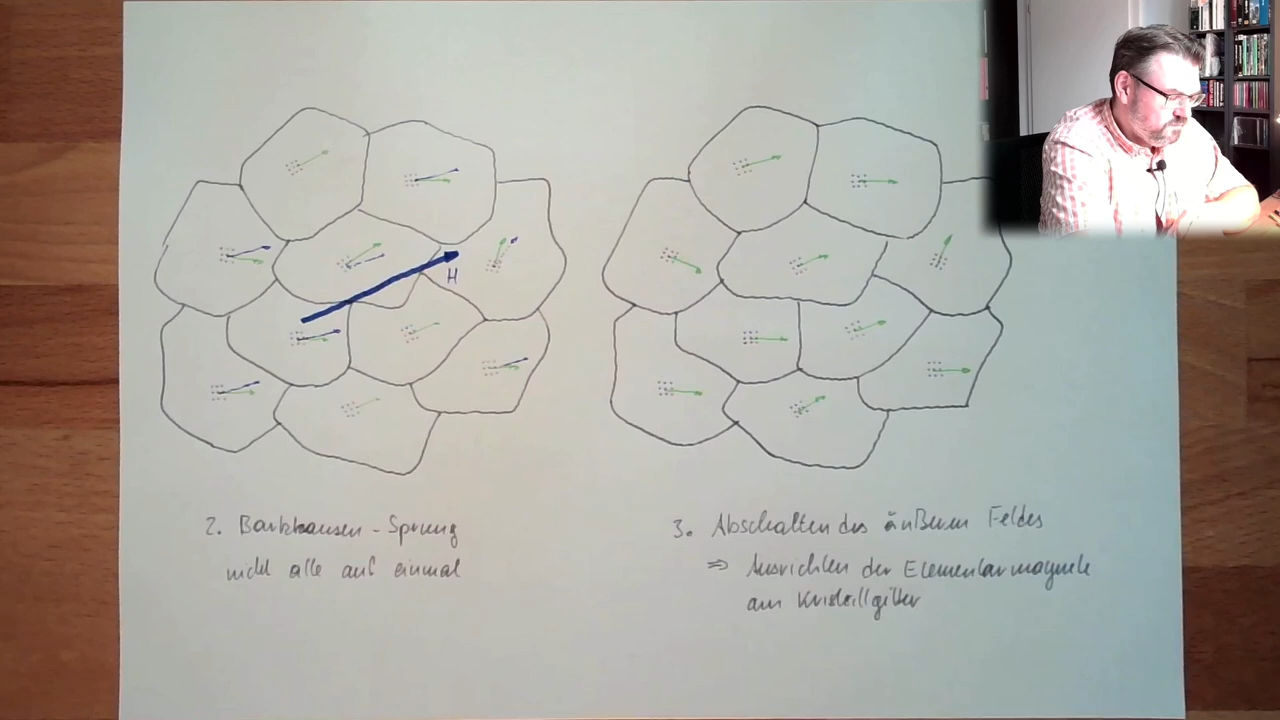 H
2. Barkhausen-Sprung
nicht alle auf einmal
3. Abschalten des äußeren Feldes
⇒ Ausrichten der Elementarmagnete
am Kristallgitter